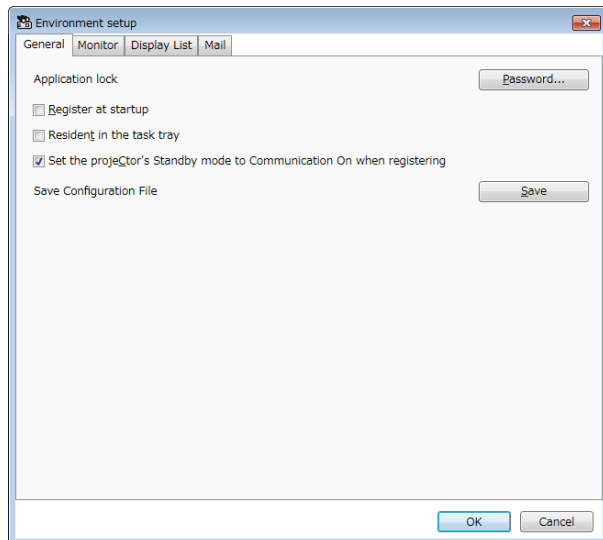 Environment setup
General Monitor Display List Mail
Application lock Password...
Register at startup
Resident in the task tray
Set the projeCtor's Standby mode to Communication On when registering
Save Configuration File Save
OK Cancel